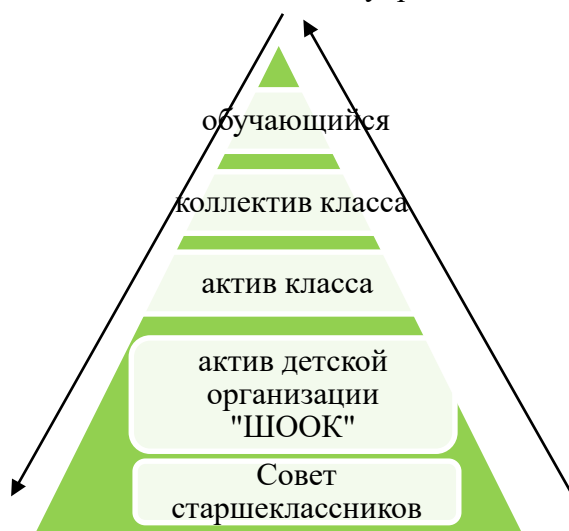 обучающийся
коллектив класса
актив класса
актив детской
организации
"ШООК"
Совет
старшеклассников